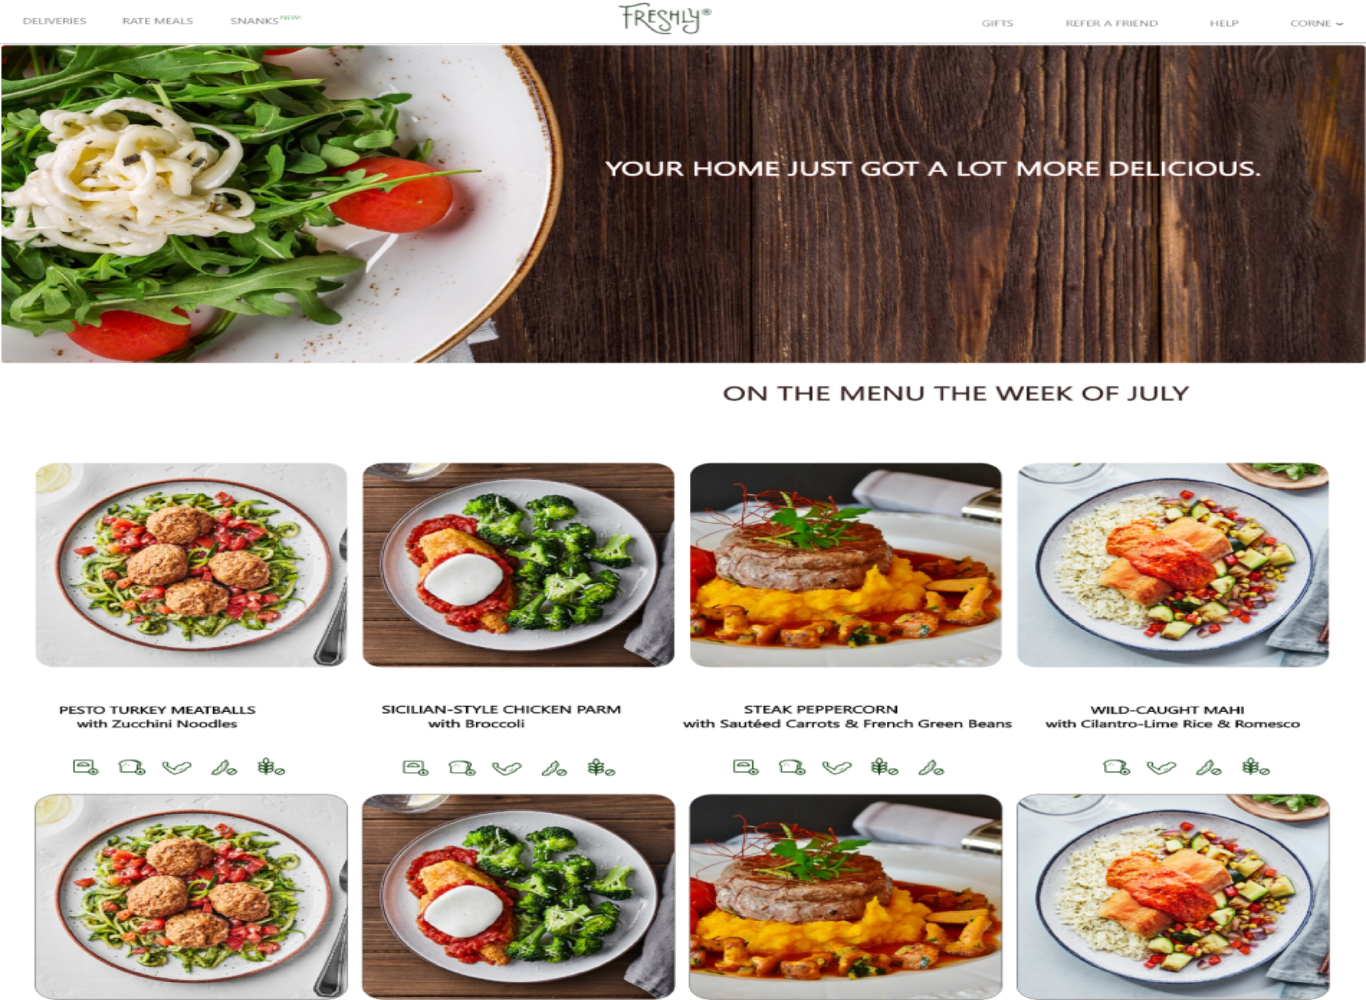 DELIVERIES RATE MEALS SNANKS NEW! FRESHLY® GIFTS REFER A FRIEND HELP CORNE
YOUR HOME JUST GOT A LOT MORE DELICIOUS.
ON THE MENU THE WEEK OF JULY
PESTO TURKEY MEATBALLS
with Zucchini Noodles
SICILIAN-STYLE CHICKEN PARM
with Broccoli
STEAK PEPPERCORN
with Sautéed Carrots & French Green Beans
WILD-CAUGHT MAHI
with Cilantro-Lime Rice & Romesco